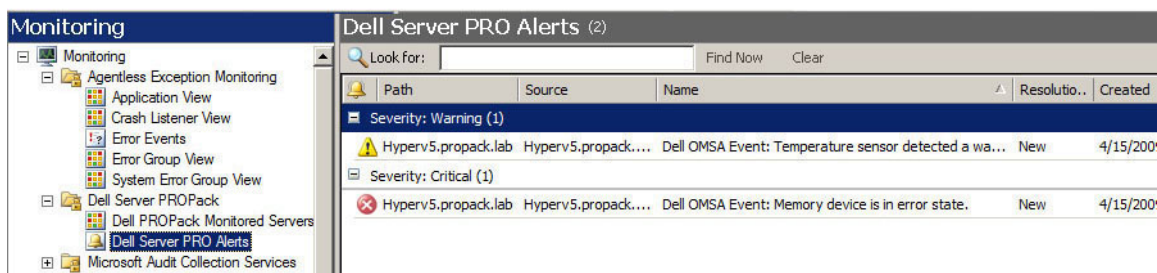 Monitoring
Monitoring
Agentless Exception Monitoring
Application View
Crash Listener View
Error Events
Error Group View
System Error Group View
Dell Server PROPack
Dell PROPack Monitored Servers
Dell Server PRO Alerts
Microsoft Audit Collection Services
Dell Server PRO Alerts (2)
Look for: Find Now Clear
Path Source Name Resolutio.. Created
Severity: Warning (1)
Hyperv5.propack.lab Hyperv5.propack.... Dell OMSA Event: Temperature sensor detected a wa... New 4/15/2009
Severity: Critical (1)
Hyperv5.propack.lab Hyperv5.propack.... Dell OMSA Event: Memory device is in error state. New 4/15/2009